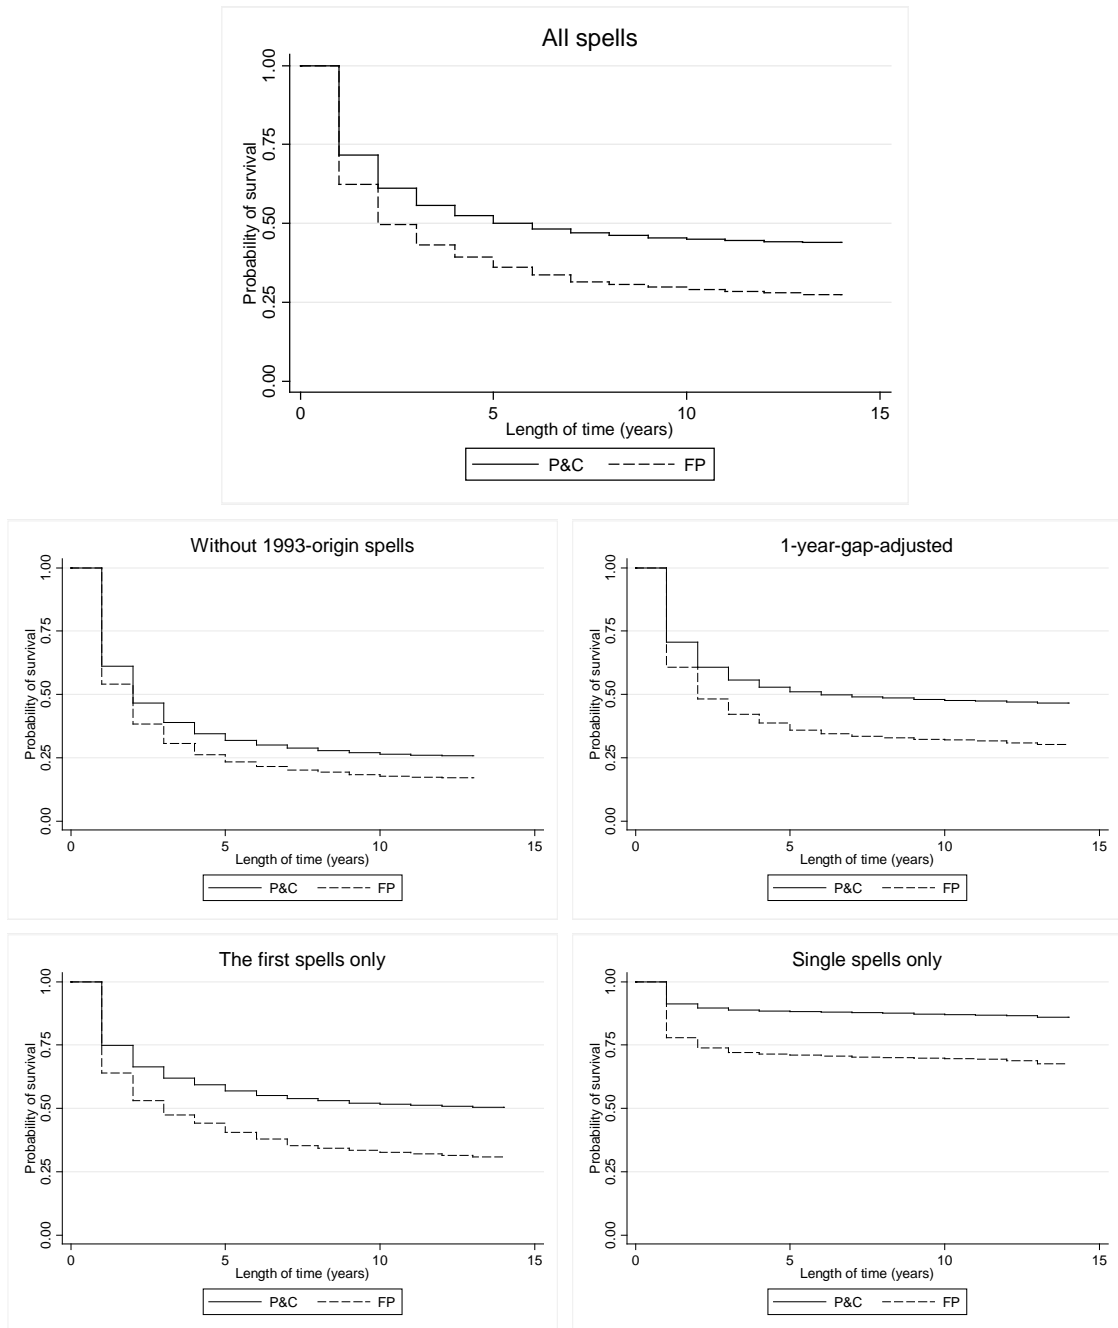 All spells
Probability of survival
1.00
0.75
0.50
0.25
0.00
0 5 10 15
Length of time (years)
P&C FP
Without 1993-origin spells
Probability of survival
1.00
0.75
0.50
0.25
0.00
0 5 10 15
Length of time (years)
P&C FP
1-year-gap-adjusted
Probability of survival
1.00
0.75
0.50
0.25
0.00
0 5 10 15
Length of time (years)
P&C FP
The first spells only
Probability of survival
1.00
0.75
0.50
0.25
0.00
0 5 10 15
Length of time (years)
P&C FP
Single spells only
Probability of survival
1.00
0.75
0.50
0.25
0.00
0 5 10 15
Length of time (years)
P&C FP